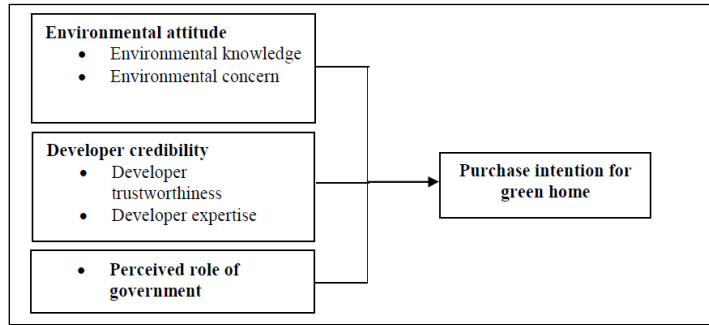 Environmental attitude
• Environmental knowledge
• Environmental concern
Developer credibility
• Developer
trustworthiness
• Developer expertise
• Perceived role of
government
Purchase intention for
green home